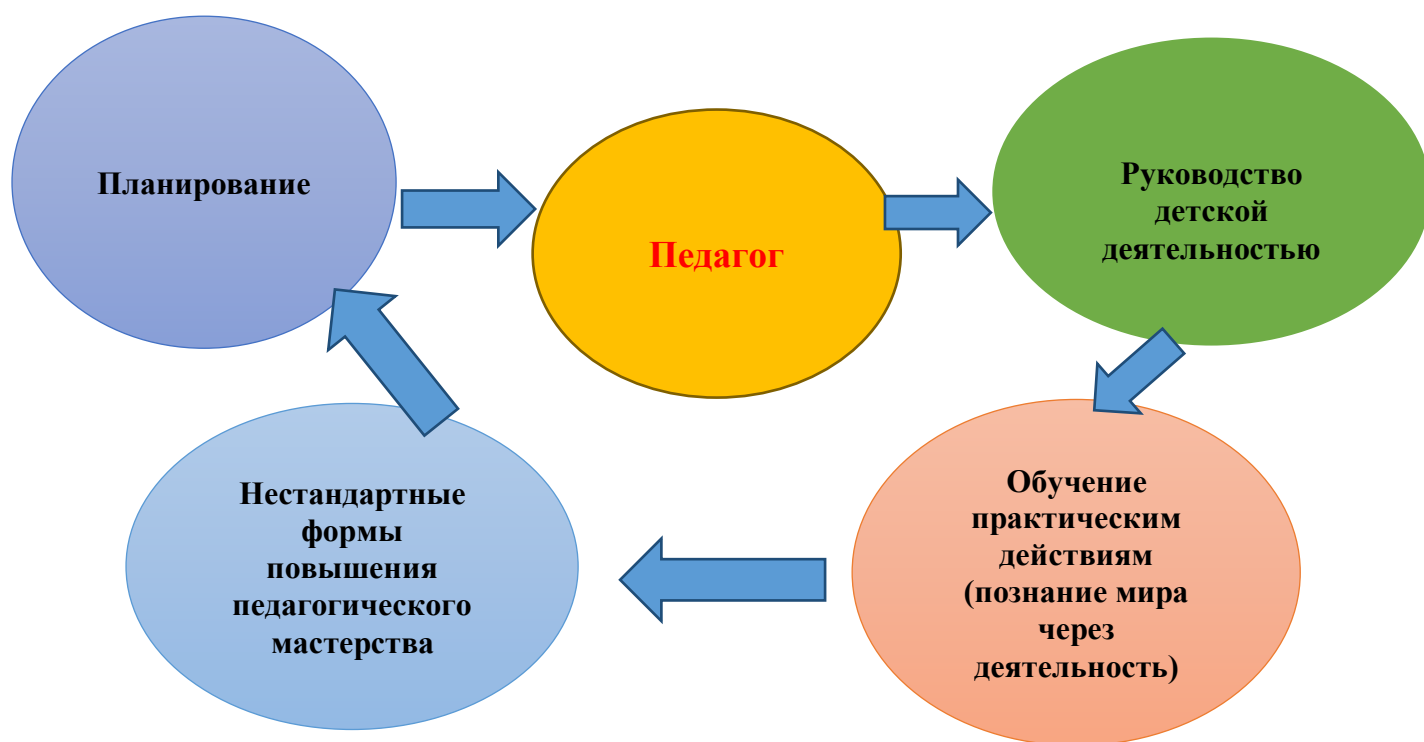 Планирование
Педагог
Руководство
детской
деятельностью
Обучение
практическим
действиям
(познание мира
через
деятельность)
Нестандартные
формы
повышения
педагогического
мастерства